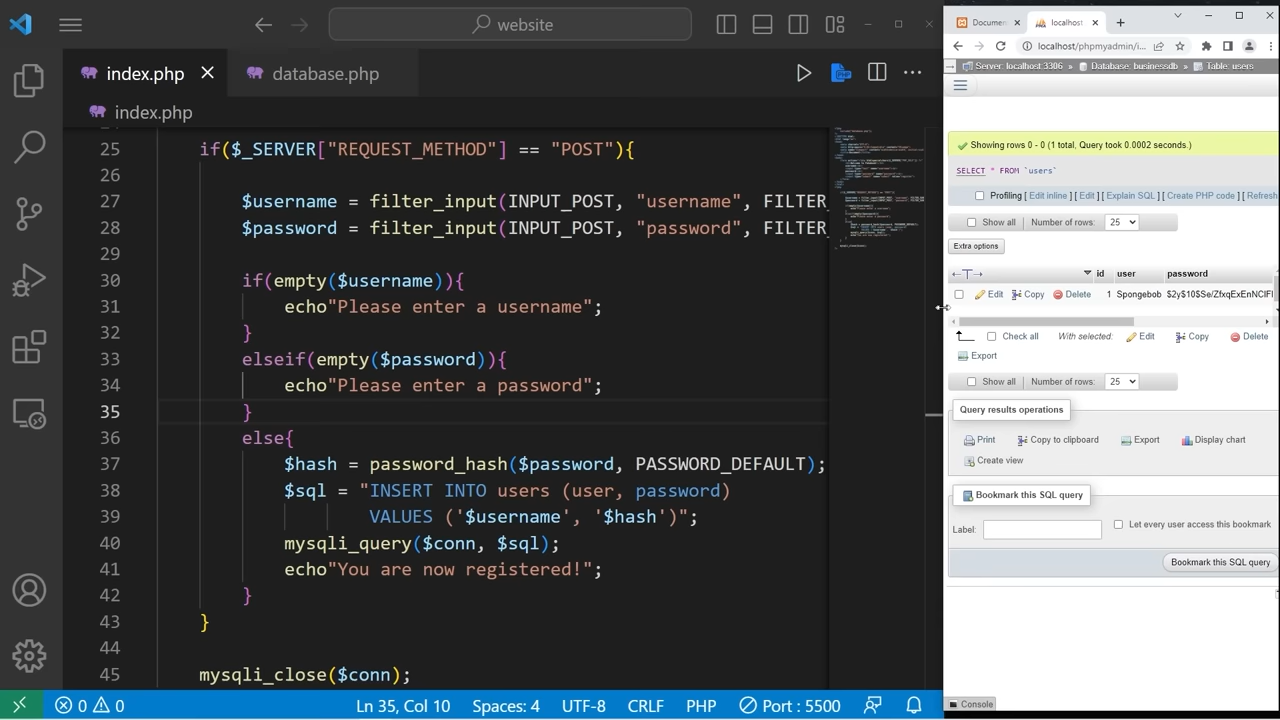 website
index.php
database.php
index.php
25 if($_SERVER["REQUEST_METHOD"] == "POST"){
26
27 $username = filter_input(INPUT_POST, "username", FILTER_
28 $password = filter_input(INPUT_POST, "password", FILTER_
29
30 if(empty($username)){
31 echo"Please enter a username";
32 }
33 elseif(empty($password)){
34 echo"Please enter a password";
35 }
36 else{
37 $hash = password_hash($password, PASSWORD_DEFAULT);
38 $sql = "INSERT INTO users (user, password)
39 VALUES ('$username', '$hash')";
40 mysqli_query($conn, $sql);
41 echo"You are now registered!";
42 }
43 }
44
45 mysqli_close($conn);
0 0 Ln 35, Col 10 Spaces: 4 UTF-8 CRLF PHP Port : 5500
Documen localhost
localhost/phpmyadmin/i...
Server: localhost:3306 » Database: businessdb » Table: users
Showing rows 0 - 0 (1 total, Query took 0.0002 seconds.)
SELECT * FROM `users`
Profiling [ Edit inline ] [ Edit ] [ Explain SQL ] [ Create PHP code ] [ Refresh
Show all Number of rows: 25
Extra options
←T→ id user password
Edit Copy Delete 1 Spongebob
Check all With selected: Edit Copy Delete
Export
Show all Number of rows: 25
Query results operations
Print Copy to clipboard Export Display chart
Create view
Bookmark this SQL query
Label: Let every user access this bookmark
Bookmark this SQL query
Console